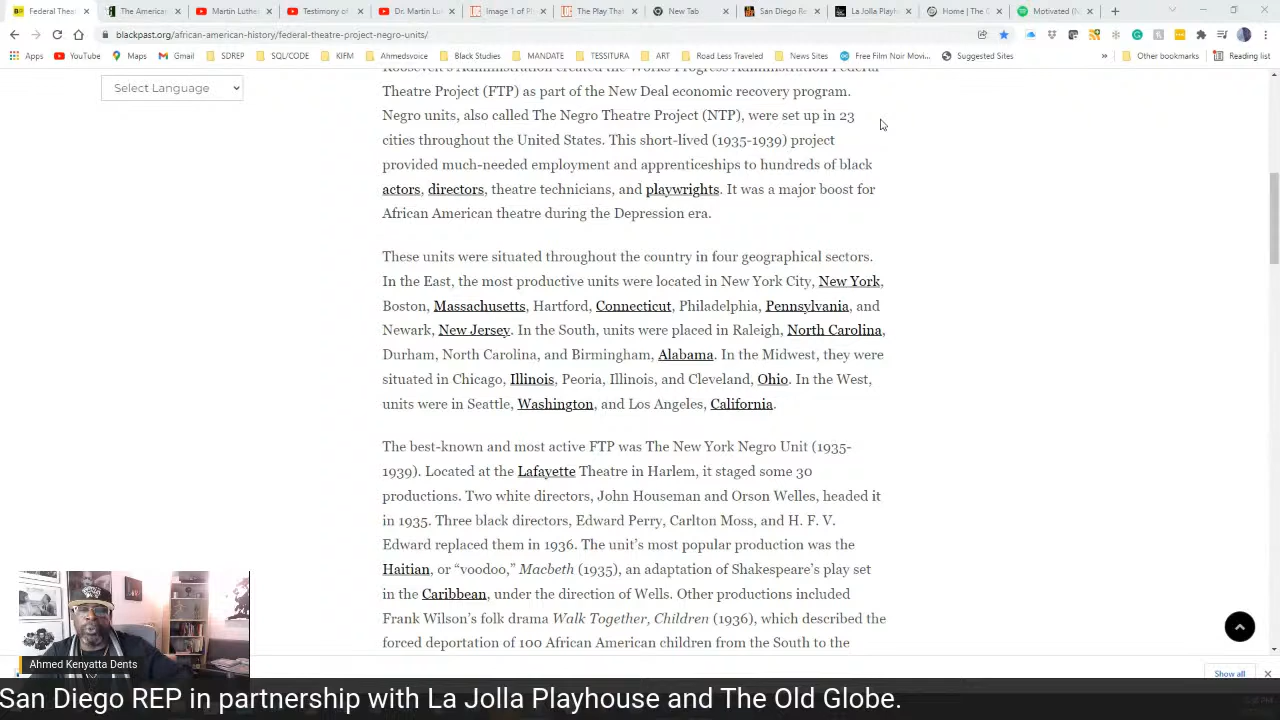 Federal Theat
The American
Martin Luthe
Testimony of
Dr. Martin Lu
Image 1 of P
The Play Tha
New Tab
San Diego Re
La Jolla Playh
Home | The O
Motivated (N
blackpast.org/african-american-history/federal-theatre-project-negro-units/
Apps YouTube Maps Gmail SDREP SQL/CODE KIFM Ahmedsvoice Black Studies MANDATE TESSITURA ART Road Less Traveled News Sites Free Film Noir Movi... Suggested Sites » Other bookmarks Reading list
Select Language
Roosevelt's Administration created the Works Progress Administration Federal
Theatre Project (FTP) as part of the New Deal economic recovery program.
Negro units, also called The Negro Theatre Project (NTP), were set up in 23
cities throughout the United States. This short-lived (1935-1939) project
provided much-needed employment and apprenticeships to hundreds of black
actors, directors, theatre technicians, and playwrights. It was a major boost for
African American theatre during the Depression era.
These units were situated throughout the country in four geographical sectors.
In the East, the most productive units were located in New York City, New York,
Boston, Massachusetts, Hartford, Connecticut, Philadelphia, Pennsylvania, and
Newark, New Jersey. In the South, units were placed in Raleigh, North Carolina,
Durham, North Carolina, and Birmingham, Alabama. In the Midwest, they were
situated in Chicago, Illinois, Peoria, Illinois, and Cleveland, Ohio. In the West,
units were in Seattle, Washington, and Los Angeles, California.
The best-known and most active FTP was The New York Negro Unit (1935-
1939). Located at the Lafayette Theatre in Harlem, it staged some 30
productions. Two white directors, John Houseman and Orson Welles, headed it
in 1935. Three black directors, Edward Perry, Carlton Moss, and H. F. V.
Edward replaced them in 1936. The unit's most popular production was the
Haitian, or “voodoo,” Macbeth (1935), an adaptation of Shakespeare's play set
in the Caribbean, under the direction of Wells. Other productions included
Frank Wilson's folk drama Walk Together, Children (1936), which described the
forced deportation of 100 African American children from the South to the
Ahmed Kenyatta Dents
Show all
San Diego REP in partnership with La Jolla Playhouse and The Old Globe.